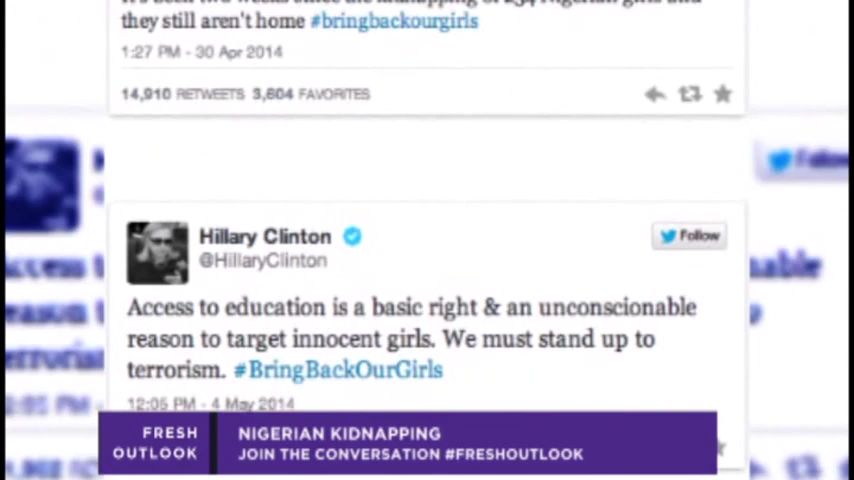 they still aren't home #bringbackourgirls
1:27 PM - 30 Apr 2014
14,910 RETWEETS 3,604 FAVORITES
Hillary Clinton
@HillaryClinton
Follow
Access to education is a basic right & an unconscionable
reason to target innocent girls. We must stand up to
terrorism. #BringBackOurGirls
12:05 PM - 4 May 2014
FRESH OUTLOOK
NIGERIAN KIDNAPPING
JOIN THE CONVERSATION #FRESHOUTLOOK